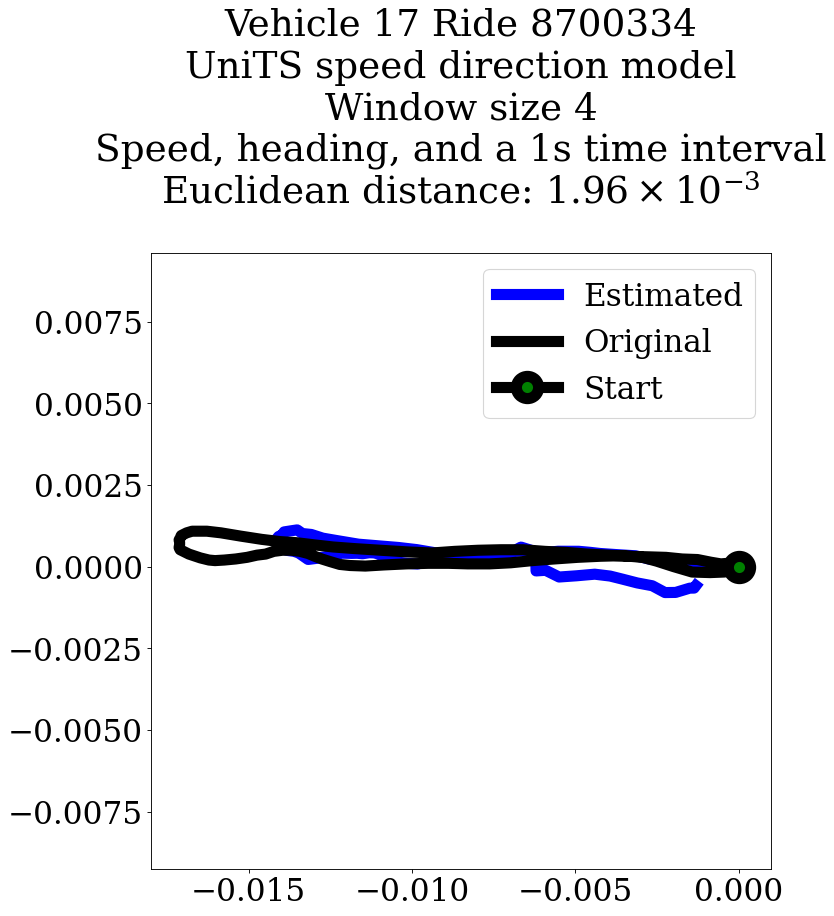 Vehicle 17 Ride 8700334
UniTS speed direction model
Window size 4
Speed, heading, and a 1s time interval
Euclidean distance: 1.96 × 10⁻³
Estimated
Original
Start
0.0075
0.0050
0.0025
0.0000
−0.0025
−0.0050
−0.0075
−0.015
−0.010
−0.005
0.000